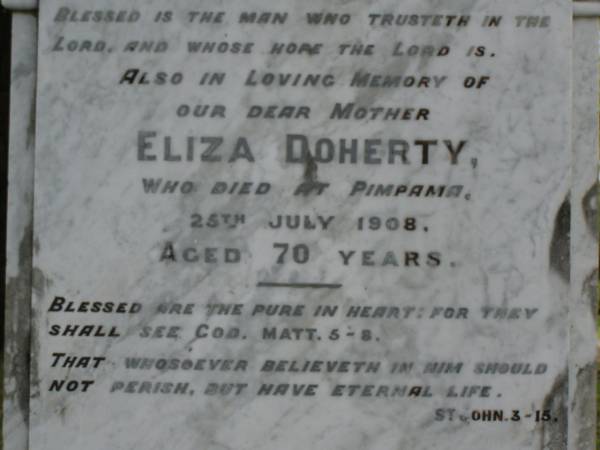 BLESSED IS THE MAN WHO TRUSTETH IN THE
LORD, AND WHOSE HOPE THE LORD IS.
ALSO IN LOVING MEMORY OF
OUR DEAR MOTHER
ELIZA DOHERTY,
WHO DIED AT PIMPAMA,
25TH JULY 1908.
AGED 70 YEARS.
BLESSED ARE THE PURE IN HEART: FOR THEY
SHALL SEE GOD. MATT. 5-8.
THAT WHOSOEVER BELIEVETH IN HIM SHOULD
NOT PERISH, BUT HAVE ETERNAL LIFE.
ST JOHN. 3-15.